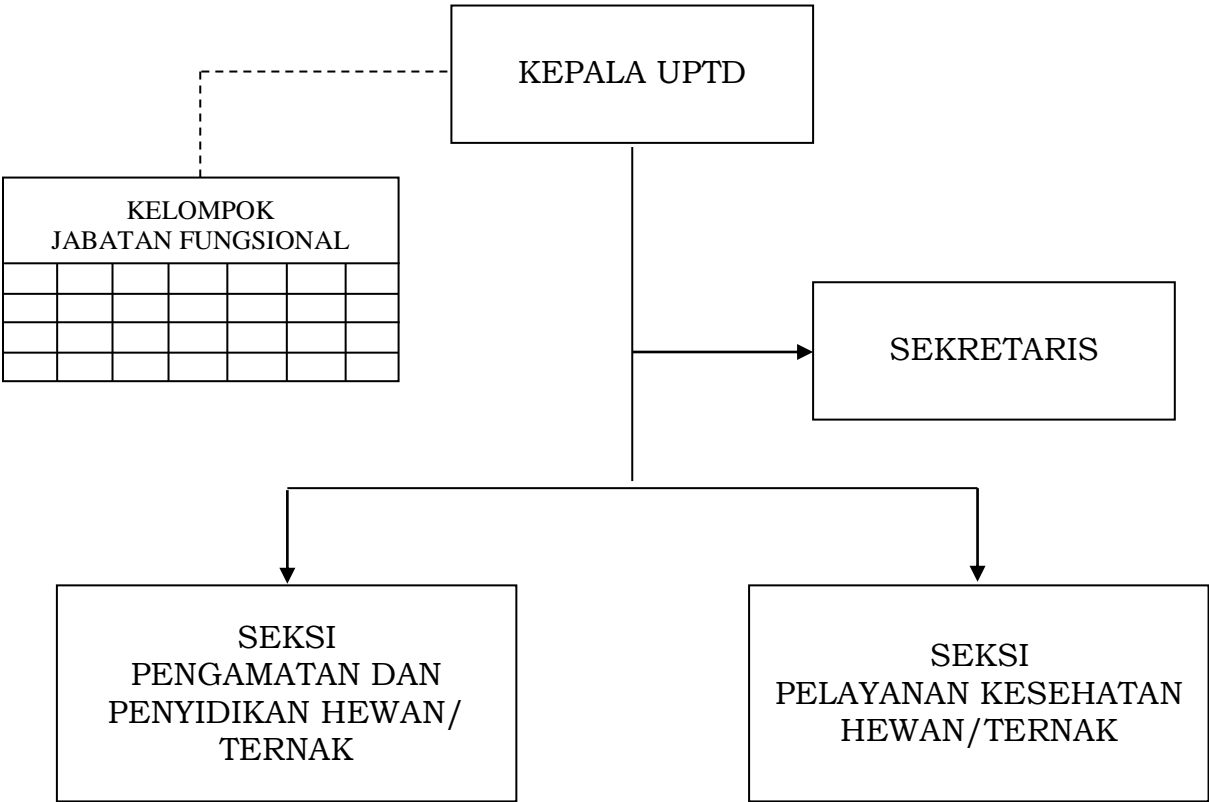 KEPALA UPTD
KELOMPOK
JABATAN FUNGSIONAL
SEKRETARIS
SEKSI
PENGAMATAN DAN
PENYIDIKAN HEWAN/
TERNAK
SEKSI
PELAYANAN KESEHATAN
HEWAN/TERNAK